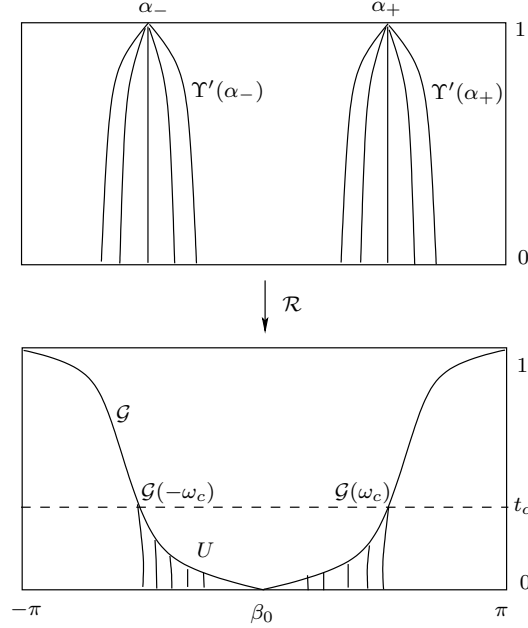 α₋ α₊
1
Υ′(α₋) Υ′(α₊)
0
ℛ
1
𝒢
𝒢(−ω_c) 𝒢(ω_c)
t_c
U
0
−π β₀ π